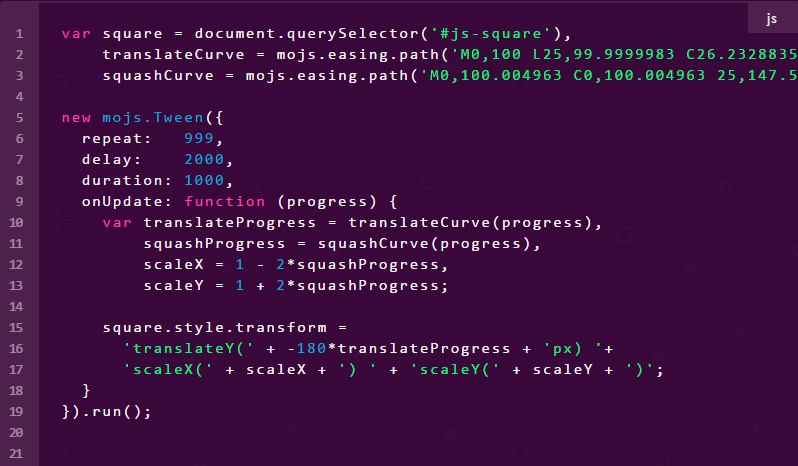 js
1 var square = document.querySelector('#js-square'),
2 translateCurve = mojs.easing.path('M0,100 L25,99.9999983 C26.2328835
3 squashCurve = mojs.easing.path('M0,100.004963 C0,100.004963 25,147.5
4
5 new mojs.Tween({
6 repeat: 999,
7 delay: 2000,
8 duration: 1000,
9 onUpdate: function (progress) {
10 var translateProgress = translateCurve(progress),
11 squashProgress = squashCurve(progress),
12 scaleX = 1 - 2*squashProgress,
13 scaleY = 1 + 2*squashProgress;
14
15 square.style.transform =
16 'translateY(' + -180*translateProgress + 'px) '+
17 'scaleX(' + scaleX + ') ' + 'scaleY(' + scaleY + ')';
18 }
19 }).run();
20
21